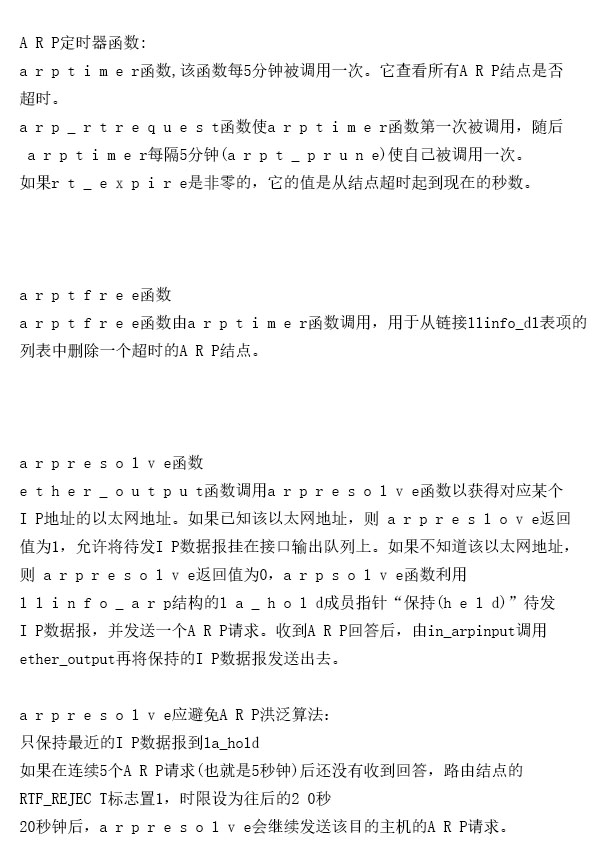 A R P定时器函数:
a r p t i m e r函数,该函数每5分钟被调用一次。它查看所有A R P结点是否
超时。
a r p _ r t r e q u e s t函数使a r p t i m e r函数第一次被调用，随后
a r p t i m e r每隔5分钟(a r p t _ p r u n e)使自己被调用一次。
如果r t _ e x p i r e是非零的，它的值是从结点超时起到现在的秒数。
a r p t f r e e函数
a r p t f r e e函数由a r p t i m e r函数调用，用于从链接llinfo_dl表项的
列表中删除一个超时的A R P结点。
a r p r e s o l v e函数
e t h e r _ o u t p u t函数调用a r p r e s o l v e函数以获得对应某个
I P地址的以太网地址。如果已知该以太网地址，则 a r p r e s l o v e返回
值为1，允许将待发I P数据报挂在接口输出队列上。如果不知道该以太网地址，
则 a r p r e s o l v e返回值为0，a r p s o l v e函数利用
l l i n f o _ a r p结构的l a _ h o l d成员指针“保持(h e l d)”待发
I P数据报，并发送一个A R P请求。收到A R P回答后，由in_arpinput调用
ether_output再将保持的I P数据报发送出去。
a r p r e s o l v e应避免A R P洪泛算法:
只保持最近的I P数据报到la_hold
如果在连续5个A R P请求(也就是5秒钟)后还没有收到回答，路由结点的
RTF_REJEC T标志置1，时限设为往后的2 0秒
20秒钟后，a r p r e s o l v e会继续发送该目的主机的A R P请求。